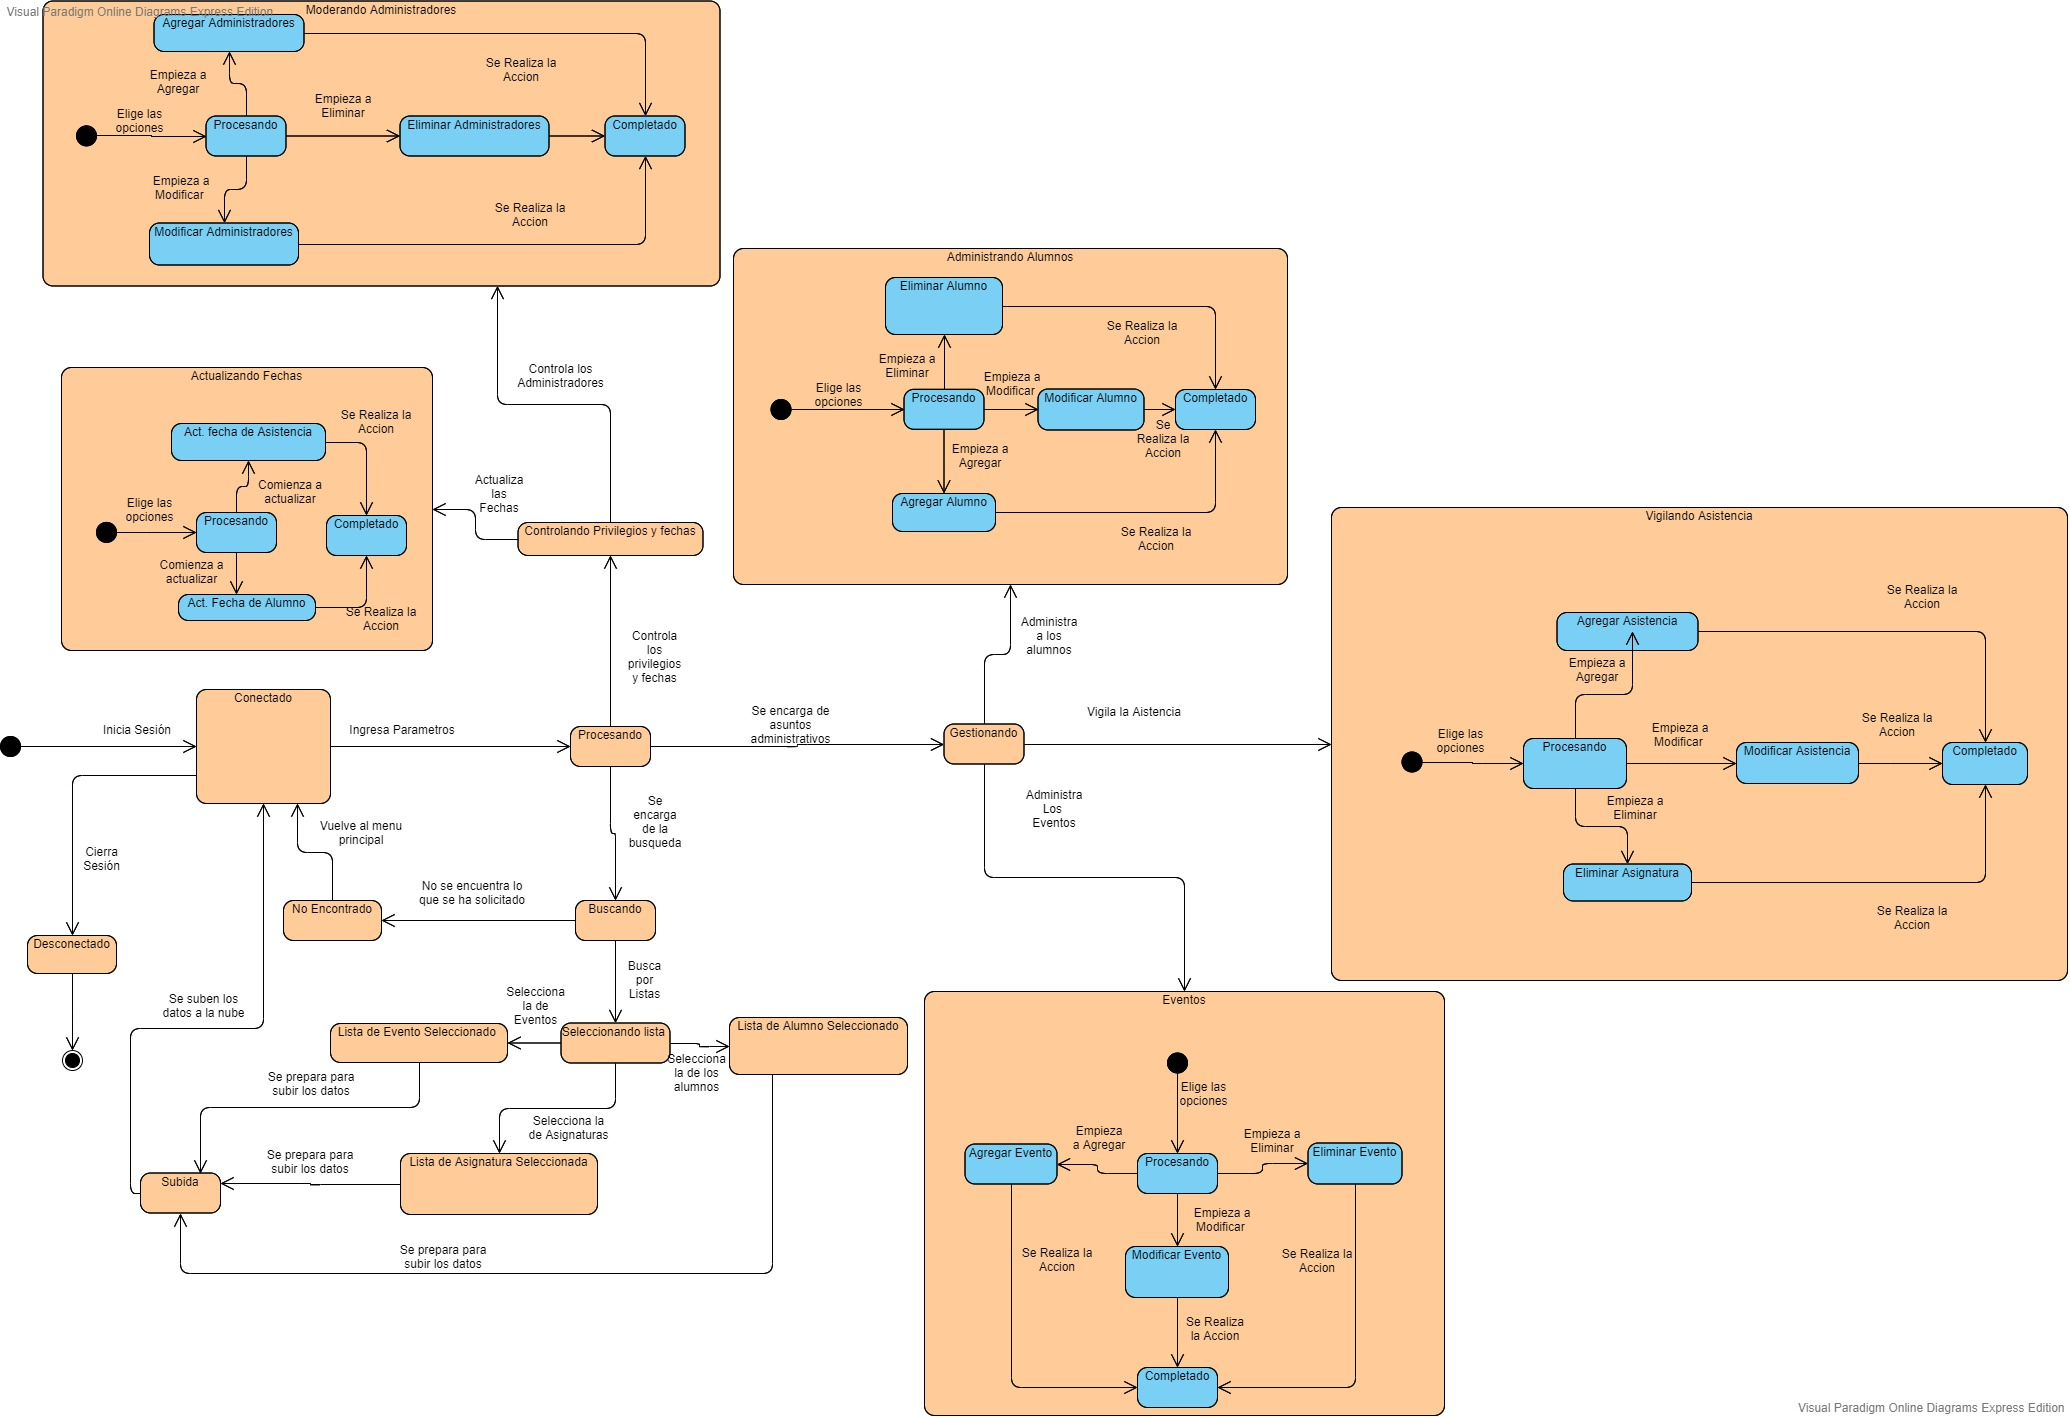 Visual Paradigm Online Diagrams Express Edition
Moderando Administradores
Agregar Administradores
Se Realiza la
Accion
Empieza a
Agregar
Empieza a
Eliminar
Elige las
opciones
Procesando
Eliminar Administradores
Completado
Empieza a
Modificar
Se Realiza la
Accion
Modificar Administradores
Administrando Alumnos
Eliminar Alumno
Se Realiza la
Accion
Empieza a
Eliminar
Empieza a
Modificar
Elige las
opciones
Procesando
Modificar Alumno
Completado
Se
Realiza la
Accion
Empieza a
Agregar
Agregar Alumno
Se Realiza la
Accion
Controla los
Administradores
Actualizando Fechas
Se Realiza la
Accion
Act. fecha de Asistencia
Comienza a
actualizar
Elige las
opciones
Procesando
Completado
Comienza a
actualizar
Act. Fecha de Alumno
Se Realiza la
Accion
Actualiza
las
Fechas
Controlando Privilegios y fechas
Controla
los
privilegios
y fechas
Administra
a los
alumnos
Vigilando Asistencia
Se Realiza la
Accion
Agregar Asistencia
Empieza a
Agregar
Empieza a
Modificar
Se Realiza la
Accion
Elige las
opciones
Procesando
Modificar Asistencia
Completado
Empieza a
Eliminar
Eliminar Asignatura
Se Realiza la
Accion
Conectado
Inicia Sesión
Ingresa Parametros
Procesando
Se encarga de
asuntos
administrativos
Gestionando
Vigila la Aistencia
Administra
Los
Eventos
Se
encarga
de la
busqueda
Vuelve al menu
principal
Cierra
Sesión
No se encuentra lo
que se ha solicitado
No Encontrado
Buscando
Desconectado
Busca
por
Listas
Se suben los
datos a la nube
Selecciona
la de
Eventos
Lista de Evento Seleccionado
Seleccionando lista
Lista de Alumno Seleccionado
Selecciona
la de los
alumnos
Se prepara para
subir los datos
Selecciona la
de Asignaturas
Se prepara para
subir los datos
Lista de Asignatura Seleccionada
Subida
Se prepara para
subir los datos
Eventos
Elige las
opciones
Empieza
a Agregar
Empieza a
Eliminar
Agregar Evento
Procesando
Eliminar Evento
Empieza a
Modificar
Se Realiza la
Accion
Modificar Evento
Se Realiza la
Accion
Se Realiza
la Accion
Completado
Visual Paradigm Online Diagrams Express Edition